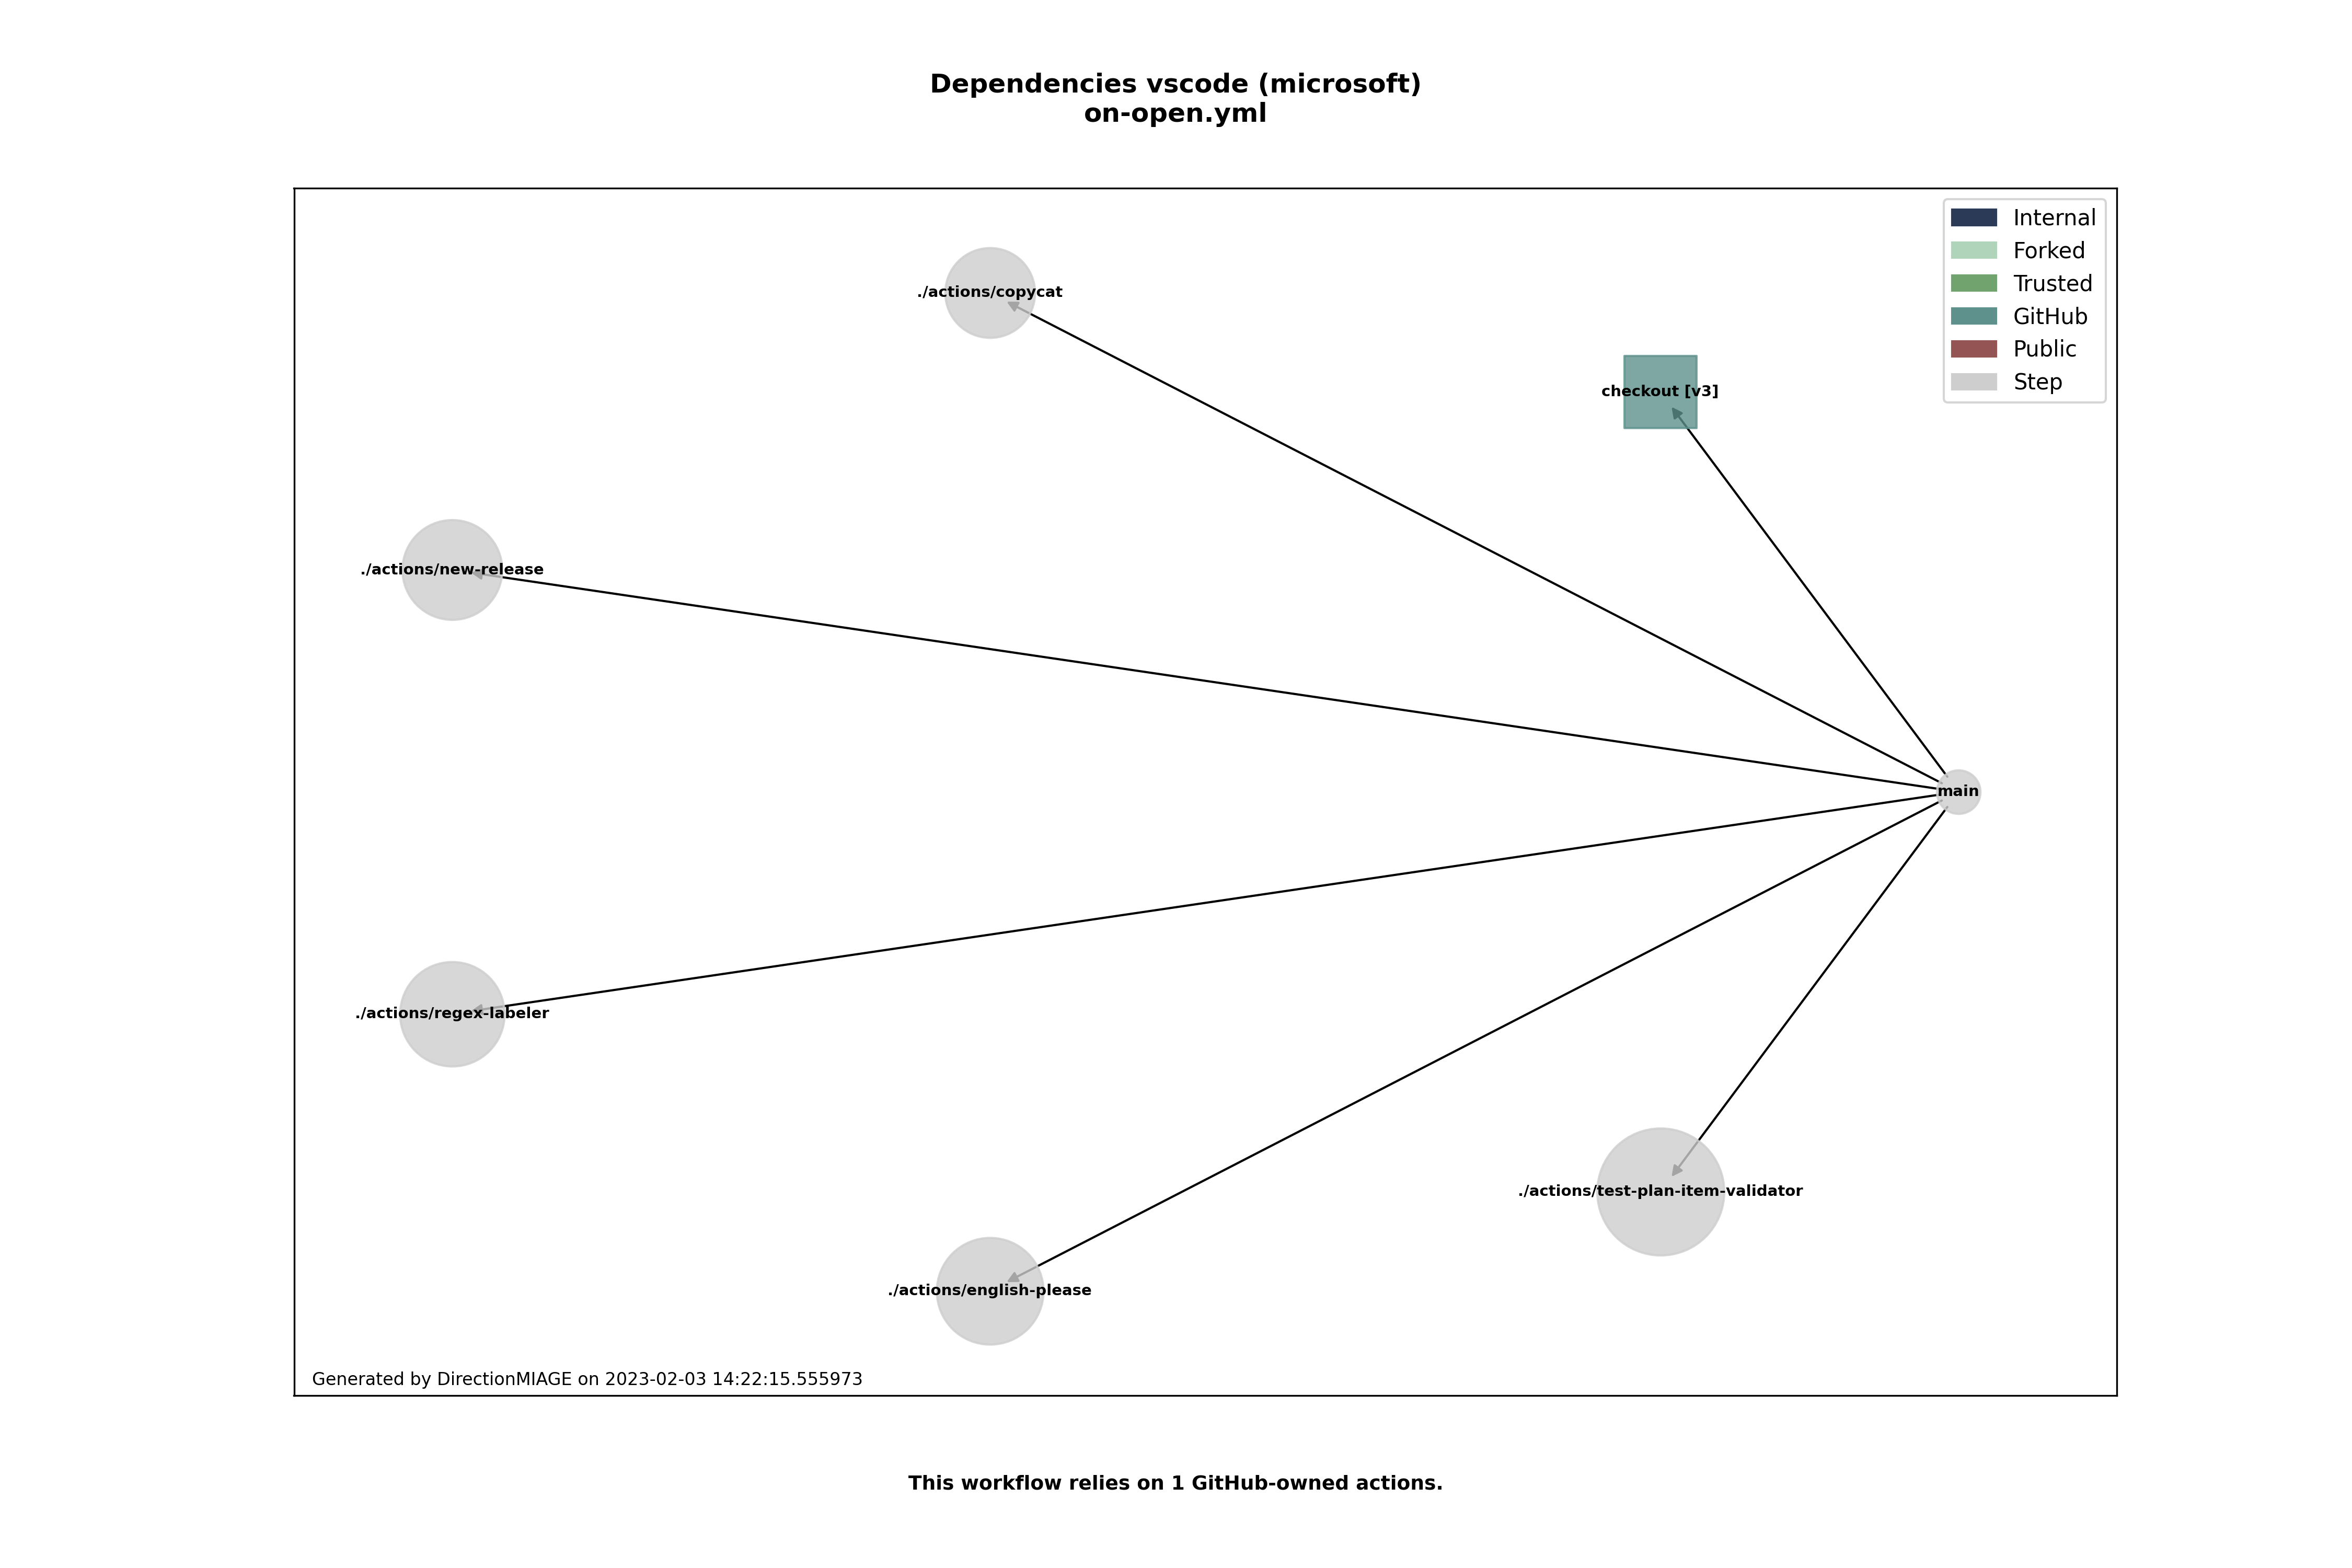 Dependencies vscode (microsoft)
on-open.yml
Internal
Forked
Trusted
GitHub
Public
Step
./actions/copycat
checkout [v3]
./actions/new-release
main
./actions/regex-labeler
./actions/test-plan-item-validator
./actions/english-please
Generated by DirectionMIAGE on 2023-02-03 14:22:15.555973
This workflow relies on 1 GitHub-owned actions.